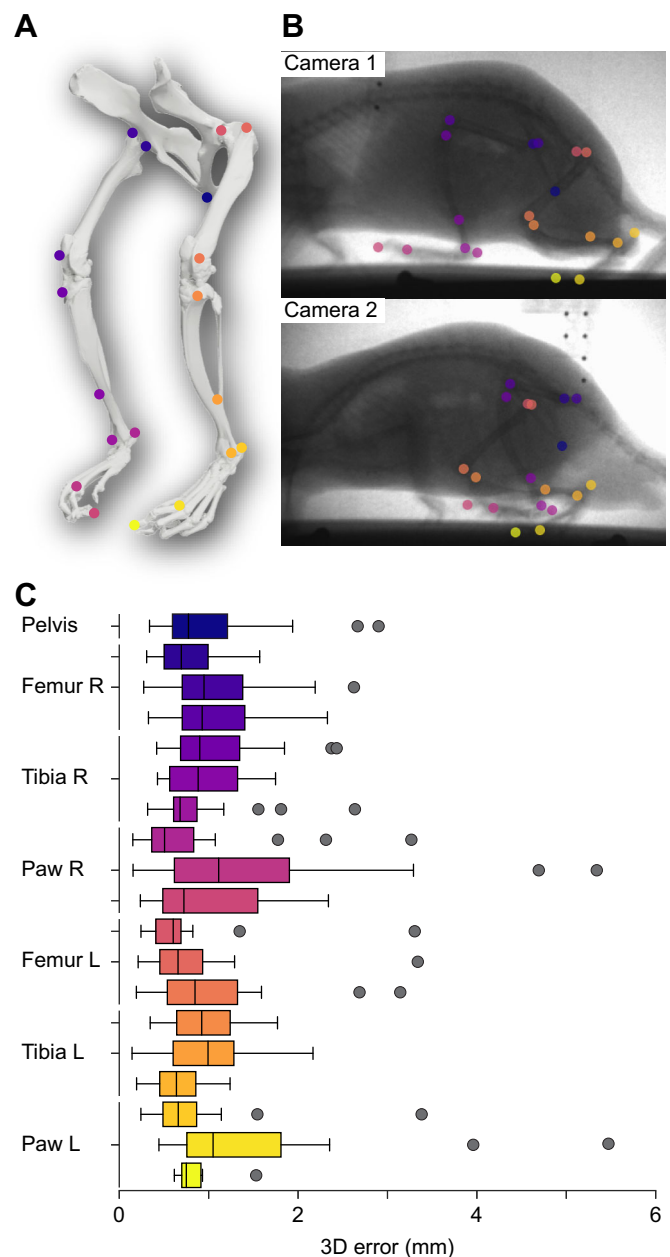 A
B
Camera 1
Camera 2
C
Pelvis
Femur R
Tibia R
Paw R
Femur L
Tibia L
Paw L
0 2 4 6
3D error (mm)